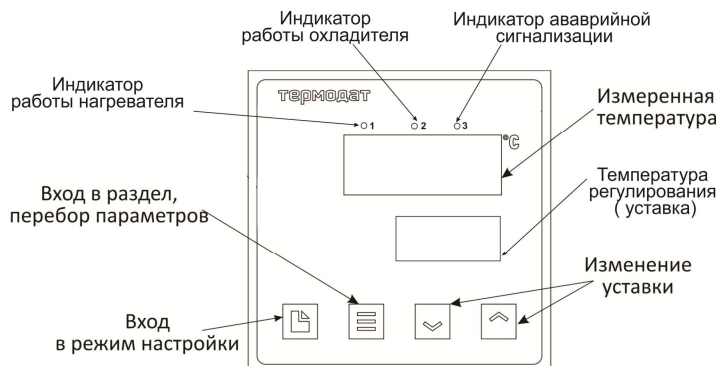 Индикатор
работы охладителя
Индикатор авaврийной
сигнализации
Индикатор
работы нагревателя
термодат
1
2
3
°C
Измеренная
температура
Вход в раздел,
перебор параметров
Температура
регулирования
( уставка)
Изменение
уставки
Вход
в режим настройки